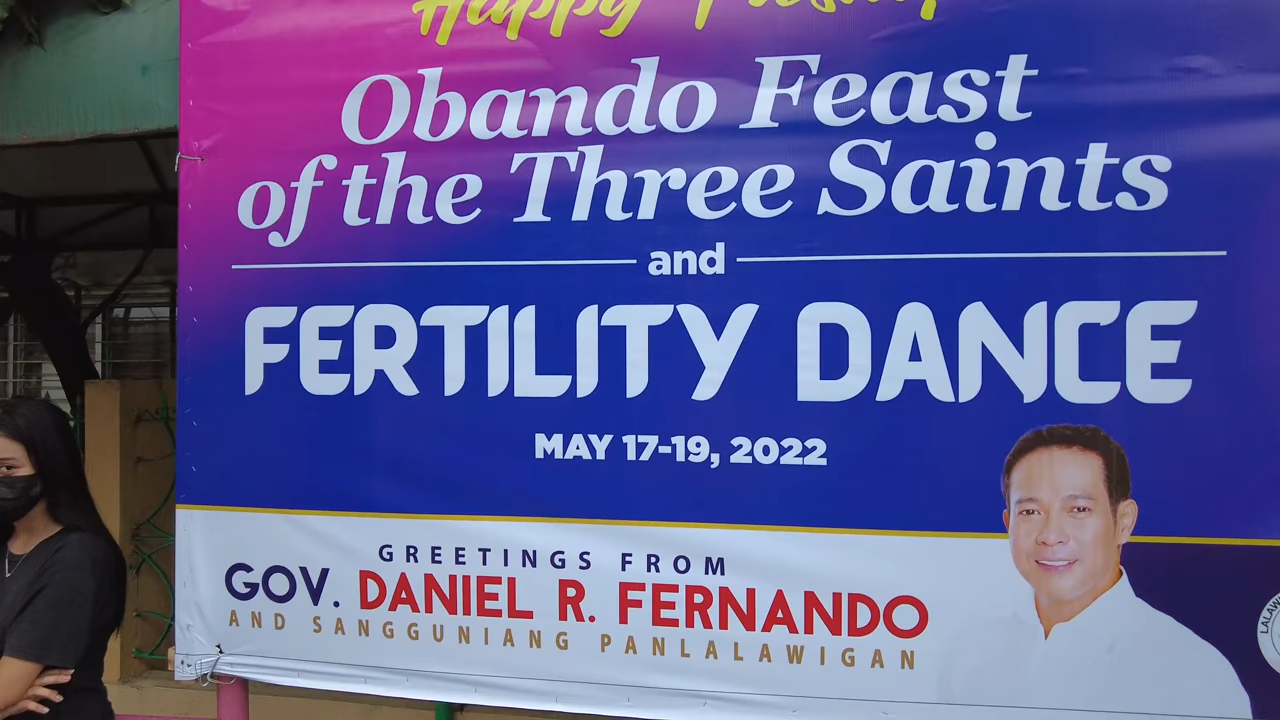 Happy
Obando Feast
of the Three Saints
and
FERTILITY DANCE
MAY 17-19, 2022
GREETINGS FROM
GOV. DANIEL R. FERNANDO
AND SANGGUNIANG PANLALAWIGAN